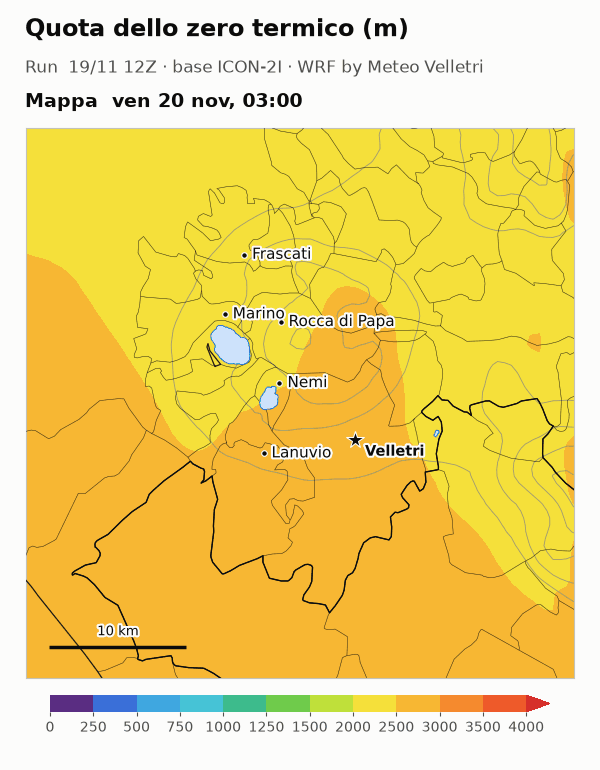 Quota dello zero termico (m)
Run  19/11 12Z · base ICON-2I · WRF by Meteo Velletri
Mappa  ven 20 nov, 03:00
Frascati
Marino
Rocca di Papa
Nemi
Velletri
Lanuvio
10 km
0 250 500 750 1000 1250 1500 2000 2500 3000 3500 4000